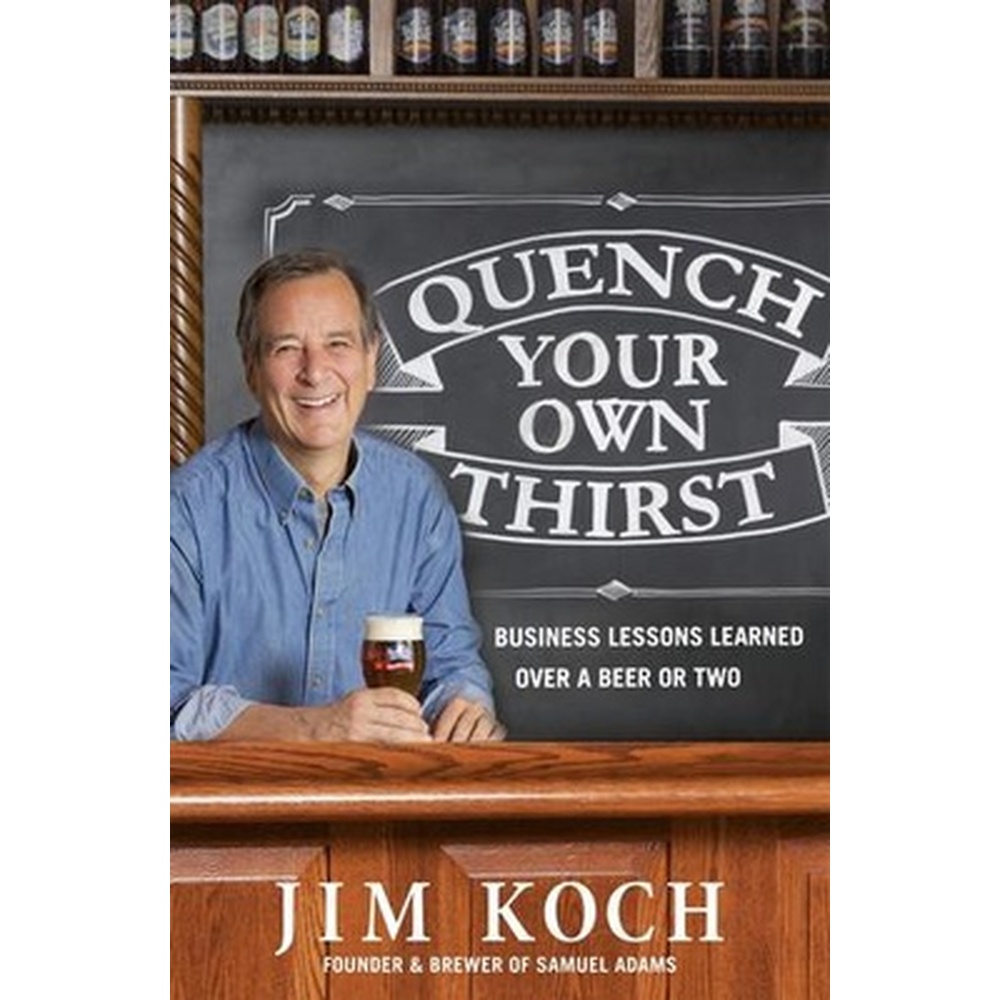 QUENCH
YOUR
OWN
THIRST
BUSINESS LESSONS LEARNED
OVER A BEER OR TWO
JIM KOCH
FOUNDER & BREWER OF SAMUEL ADAMS